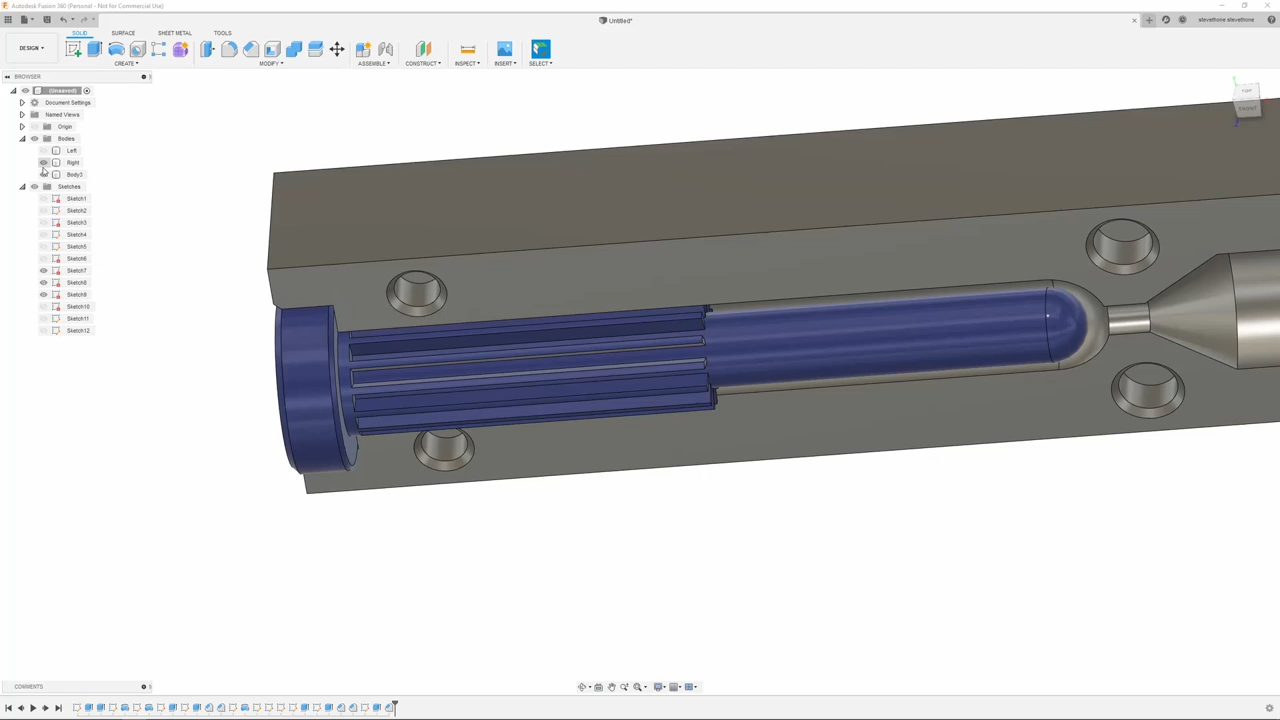 Autodesk Fusion 360 (Personal - Not for Commercial Use)
Untitled*
stevethone stevethone
DESIGN
SOLID
SURFACE
SHEET METAL
TOOLS
CREATE
MODIFY
ASSEMBLE
CONSTRUCT
INSPECT
INSERT
SELECT
BROWSER
(Unsaved)
Document Settings
Named Views
Origin
Bodies
Left
Right
Body3
Sketches
Sketch1
Sketch2
Sketch3
Sketch4
Sketch5
Sketch6
Sketch7
Sketch8
Sketch9
Sketch10
Sketch11
Sketch12
FRONT
COMMENTS